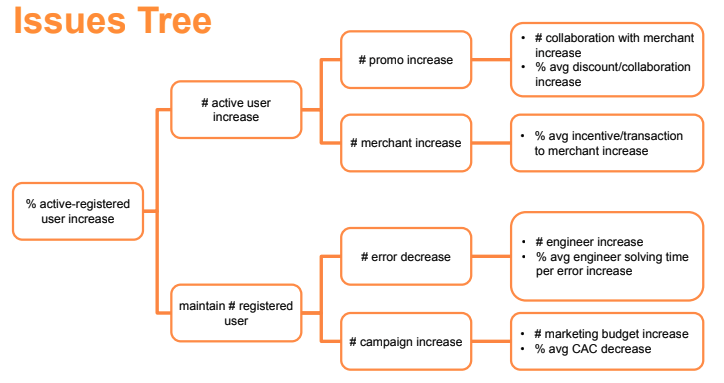 Issues Tree
# promo increase
• # collaboration with merchant
increase
• % avg discount/collaboration
increase
# active user
increase
# merchant increase
• % avg incentive/transaction
to merchant increase
% active-registered
user increase
# error decrease
• # engineer increase
• % avg engineer solving time
per error increase
maintain # registered
user
# campaign increase
• # marketing budget increase
• % avg CAC decrease